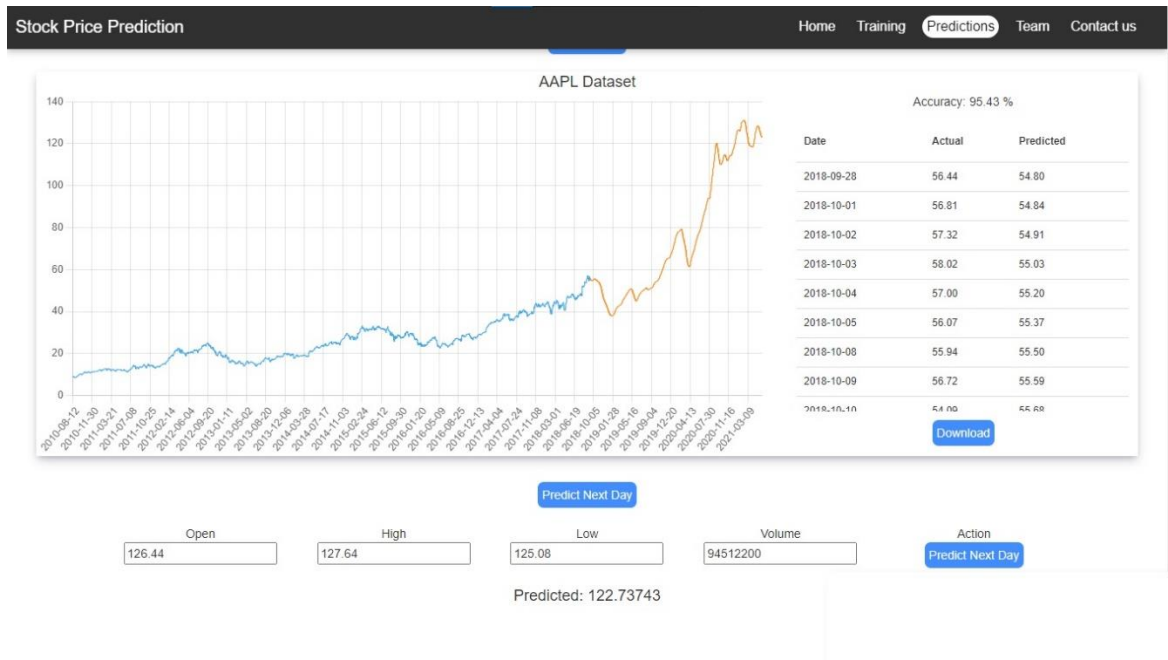 Stock Price Prediction
Home Training Predictions Team Contact us
AAPL Dataset
140
120
100
80
60
40
20
0
2010-08-12
2010-11-30
2011-03-21
2011-07-08
2011-10-25
2012-02-14
2012-06-04
2012-09-20
2013-01-11
2013-05-02
2013-08-20
2013-12-06
2014-03-28
2014-07-17
2014-11-03
2015-02-24
2015-06-12
2015-09-30
2016-01-20
2016-05-09
2016-08-25
2016-12-13
2017-04-04
2017-07-24
2017-11-08
2018-03-01
2018-06-19
2018-10-05
2019-01-28
2019-05-16
2019-09-04
2019-12-20
2020-04-13
2020-07-30
2020-11-16
2021-03-09
Accuracy: 95.43 %
Date Actual Predicted
2018-09-28 56.44 54.80
2018-10-01 56.81 54.84
2018-10-02 57.32 54.91
2018-10-03 58.02 55.03
2018-10-04 57.00 55.20
2018-10-05 56.07 55.37
2018-10-08 55.94 55.50
2018-10-09 56.72 55.59
2018-10-10 54.09 55.68
Download
Predict Next Day
Open High Low Volume Action
126.44 127.64 125.08 94512200 Predict Next Day
Predicted: 122.73743